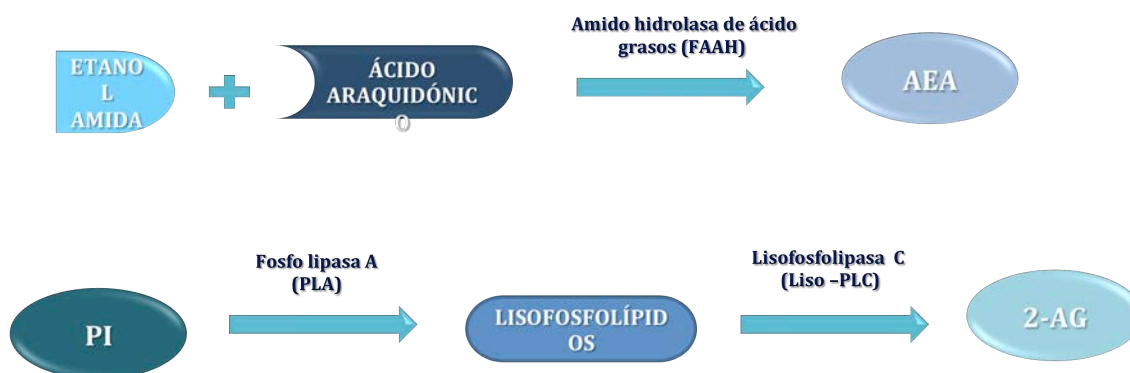 Amido hidrolasa de ácido
grasos (FAAH)
ETANO
L
AMIDA
ÁCIDO
ARAQUIDÓNIC
O
AEA
Fosfo lipasa A
(PLA)
Lisofosfolipasa C
(Liso –PLC)
PI
LISOFOSFOLÍPID
OS
2-AG